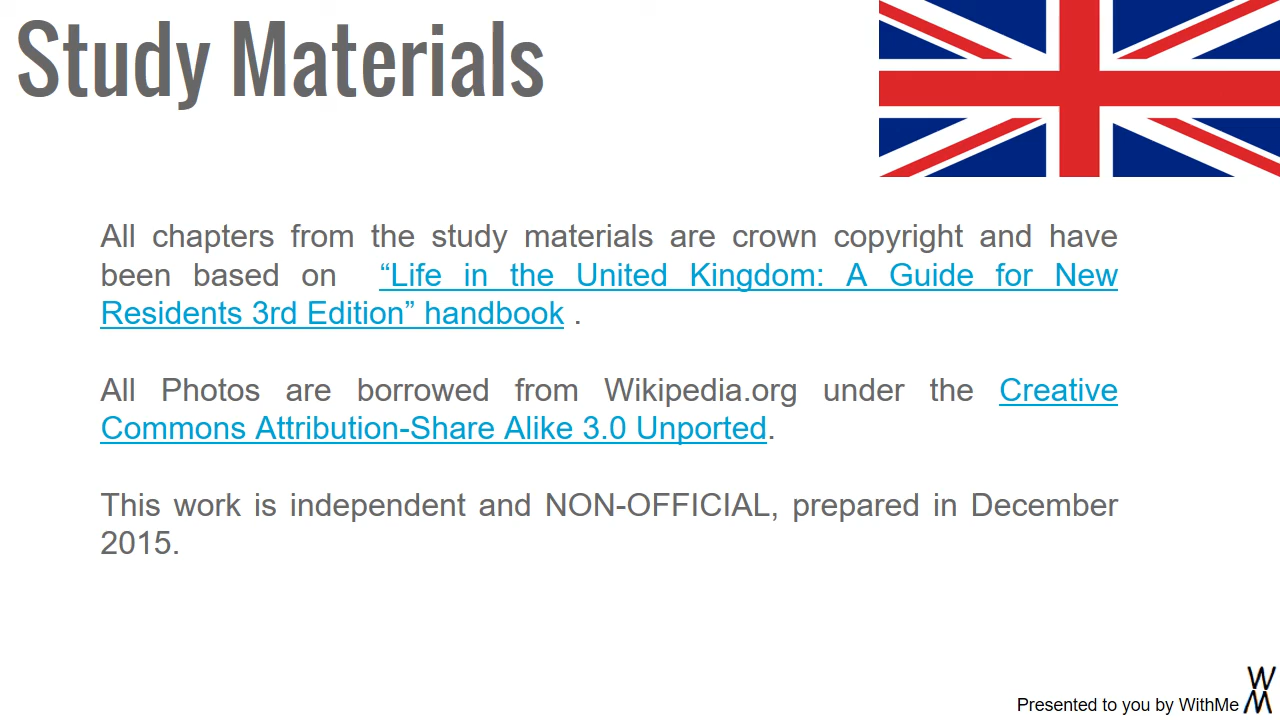 Study Materials
All chapters from the study materials are crown copyright and have
been based on “Life in the United Kingdom: A Guide for New
Residents 3rd Edition” handbook .
All Photos are borrowed from Wikipedia.org under the Creative
Commons Attribution-Share Alike 3.0 Unported.
This work is independent and NON-OFFICIAL, prepared in December
2015.
Presented to you by WithMe
W
M